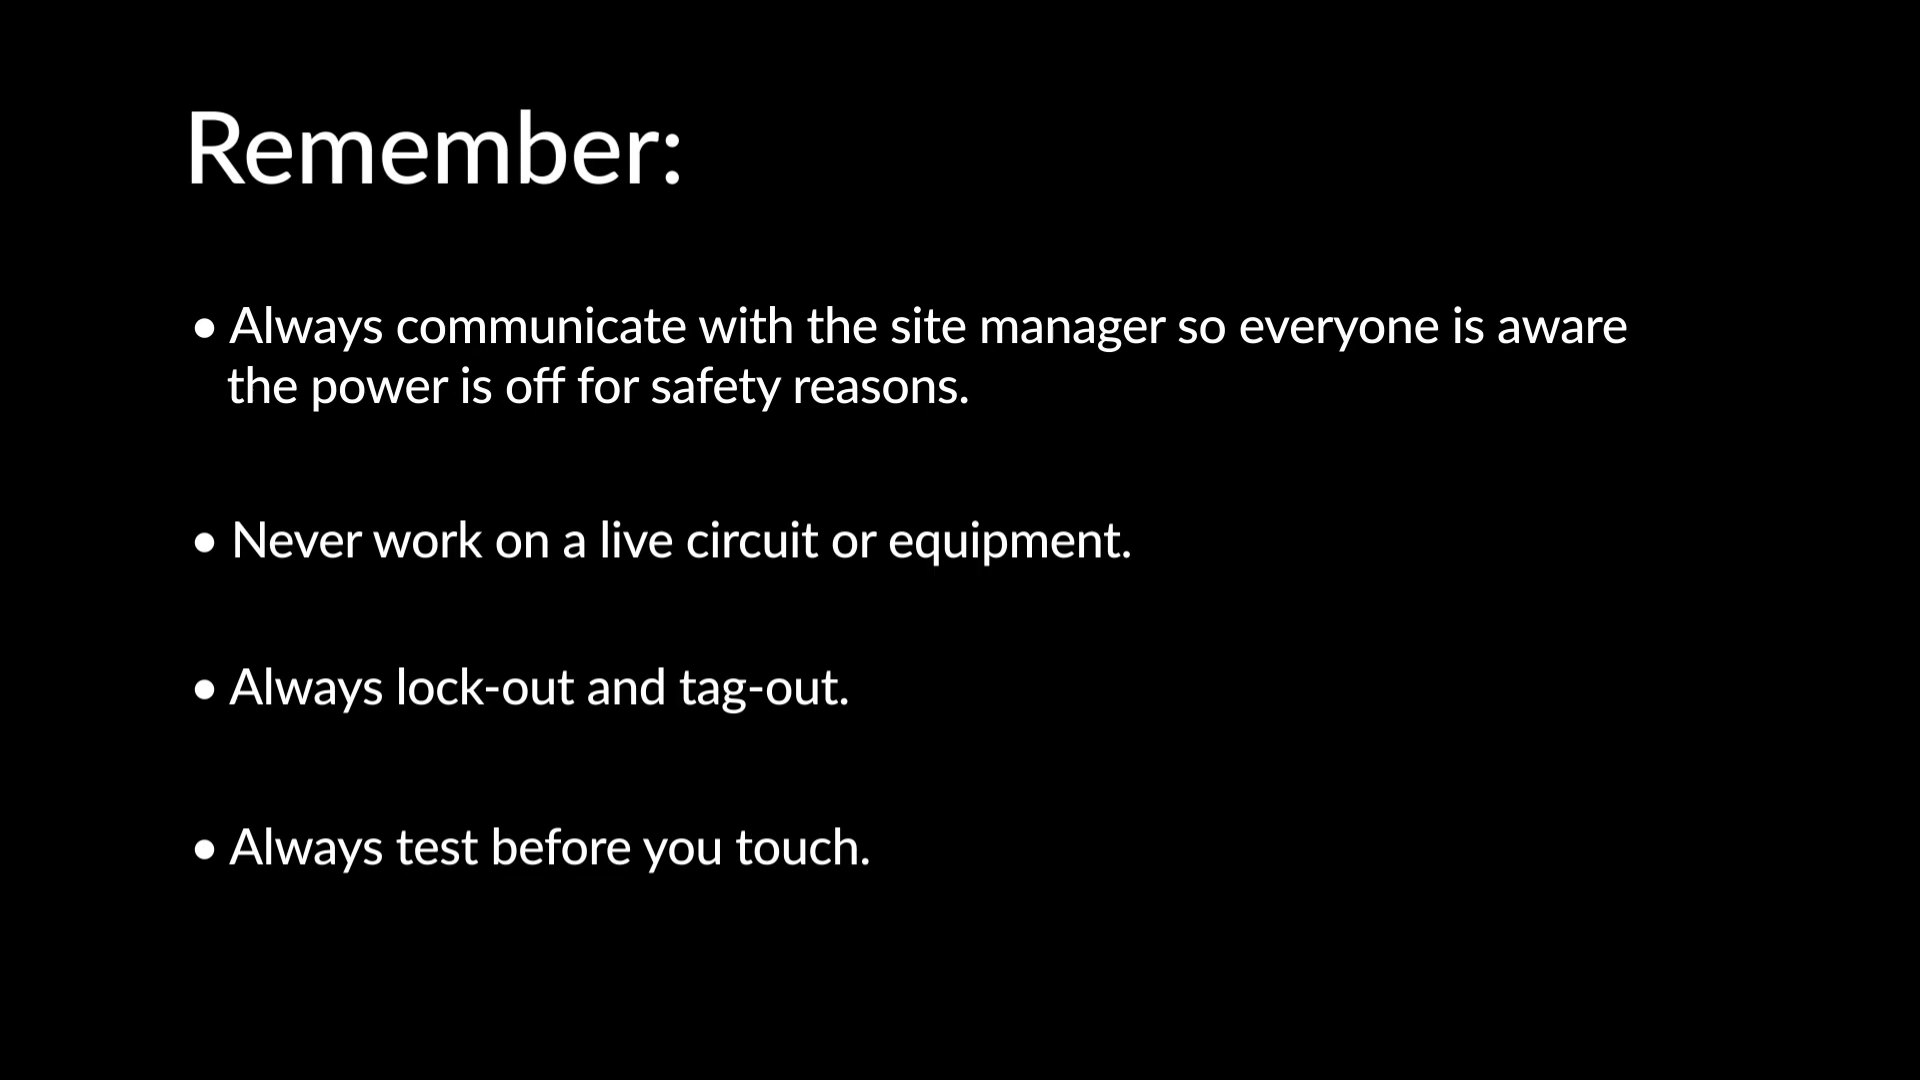 Remember:
• Always communicate with the site manager so everyone is aware
the power is off for safety reasons.
• Never work on a live circuit or equipment.
• Always lock-out and tag-out.
• Always test before you touch.